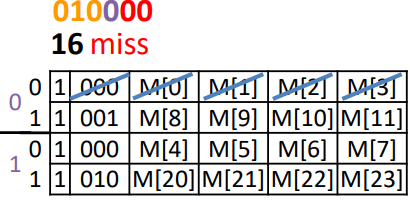 010000
16 miss
0 0 1 000 M[0] M[1] M[2] M[3]
1 1 001 M[8] M[9] M[10] M[11]
1 0 1 000 M[4] M[5] M[6] M[7]
1 1 010 M[20] M[21] M[22] M[23]